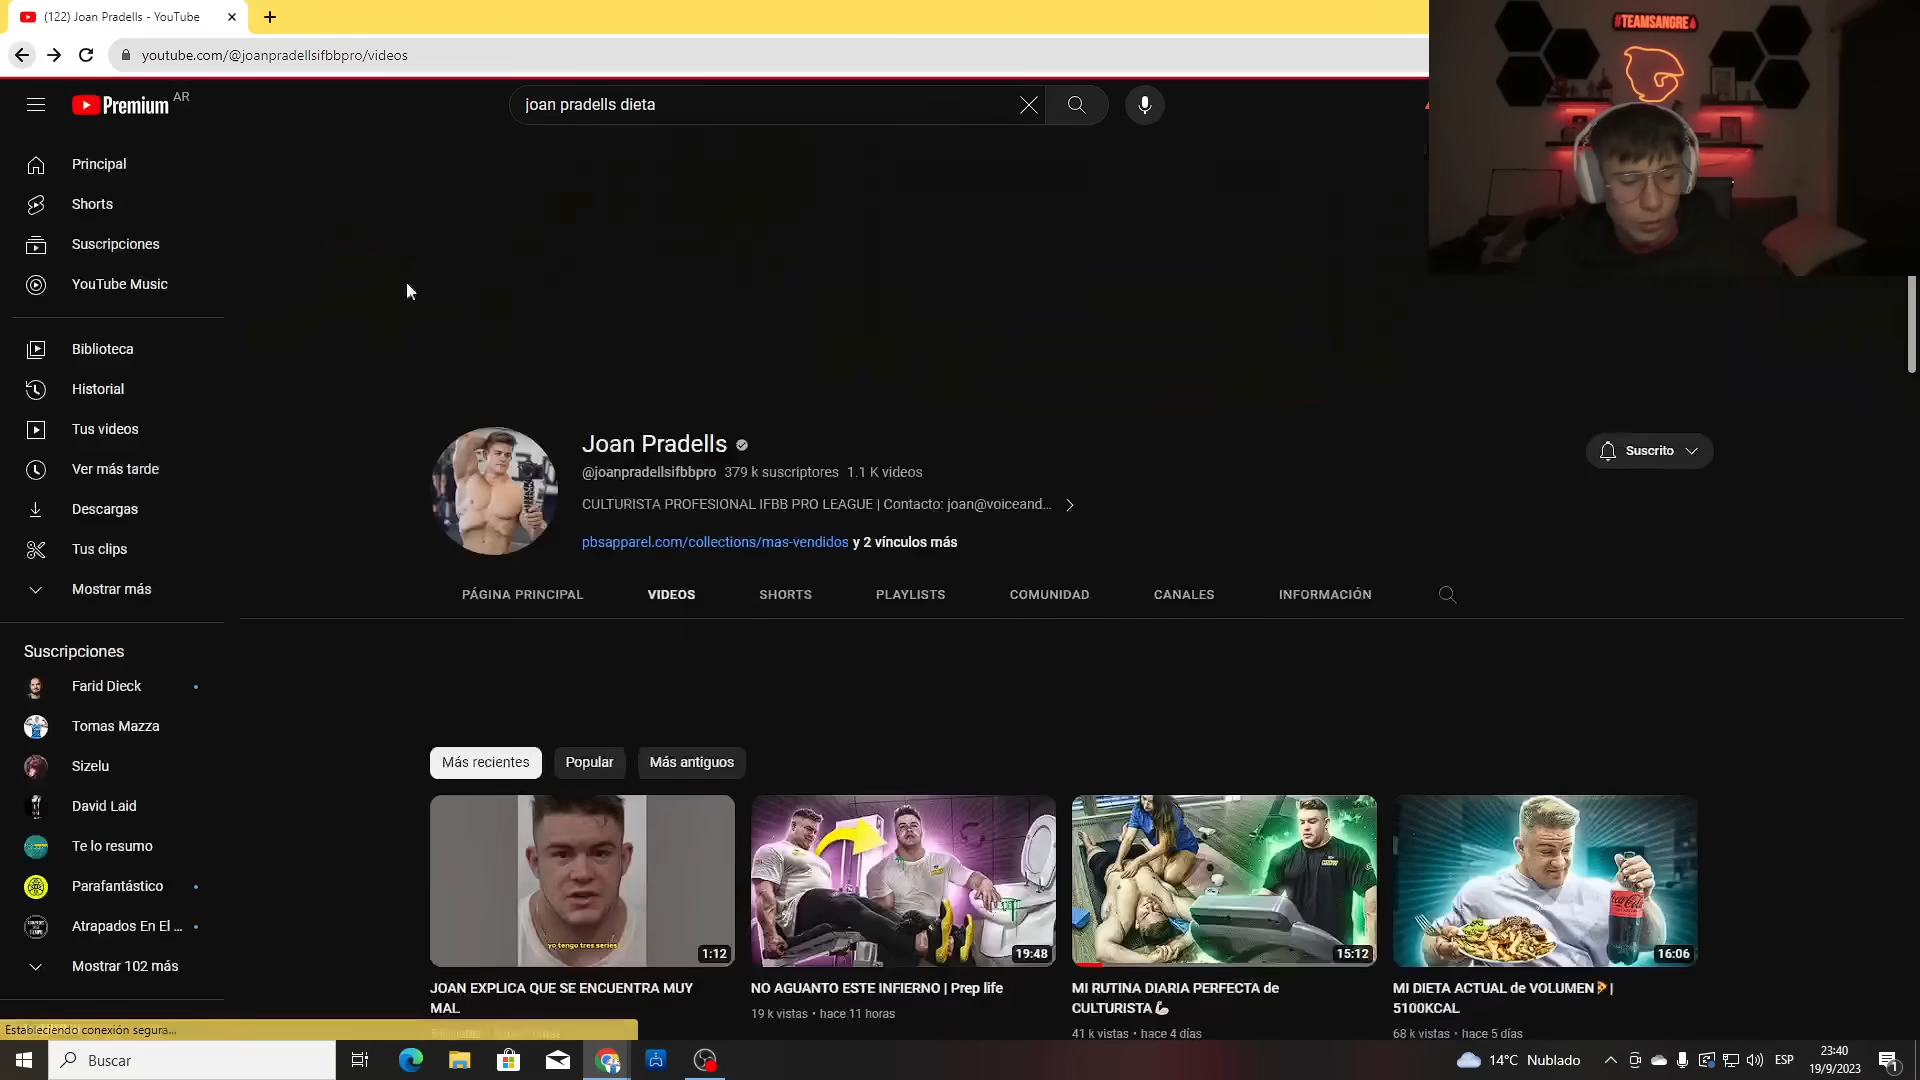 (122) Joan Pradells - YouTube
youtube.com/@joanpradellsifbbpro/videos
#TEAMSANGRE
Premium AR
joan pradells dieta
Principal
Shorts
Suscripciones
YouTube Music
Biblioteca
Historial
Tus videos
Ver más tarde
Descargas
Tus clips
Mostrar más
Suscripciones
Farid Dieck
Tomas Mazza
Sizelu
David Laid
Te lo resumo
Parafantástico
Atrapados En El ...
Mostrar 102 más
Joan Pradells
@joanpradellsifbbpro 379 k suscriptores 1.1 K videos
CULTURISTA PROFESIONAL IFBB PRO LEAGUE | Contacto: joan@voiceand...
pbsapparel.com/collections/mas-vendidos y 2 vínculos más
Suscrito
PÁGINA PRINCIPAL VIDEOS SHORTS PLAYLISTS COMUNIDAD CANALES INFORMACIÓN
Más recientes Popular Más antiguos
yo tengo tres series
1:12
19:48
15:12
Coca-Cola
16:06
JOAN EXPLICA QUE SE ENCUENTRA MUY
MAL
NO AGUANTO ESTE INFIERNO | Prep life
19 k vistas • hace 11 horas
MI RUTINA DIARIA PERFECTA de
CULTURISTA💪
41 k vistas • hace 4 días
MI DIETA ACTUAL de VOLUMEN🍕|
5100KCAL
68 k vistas • hace 5 días
Estableciendo conexión segura...
Buscar
14°C Nublado
ESP
23:40
19/9/2023
1